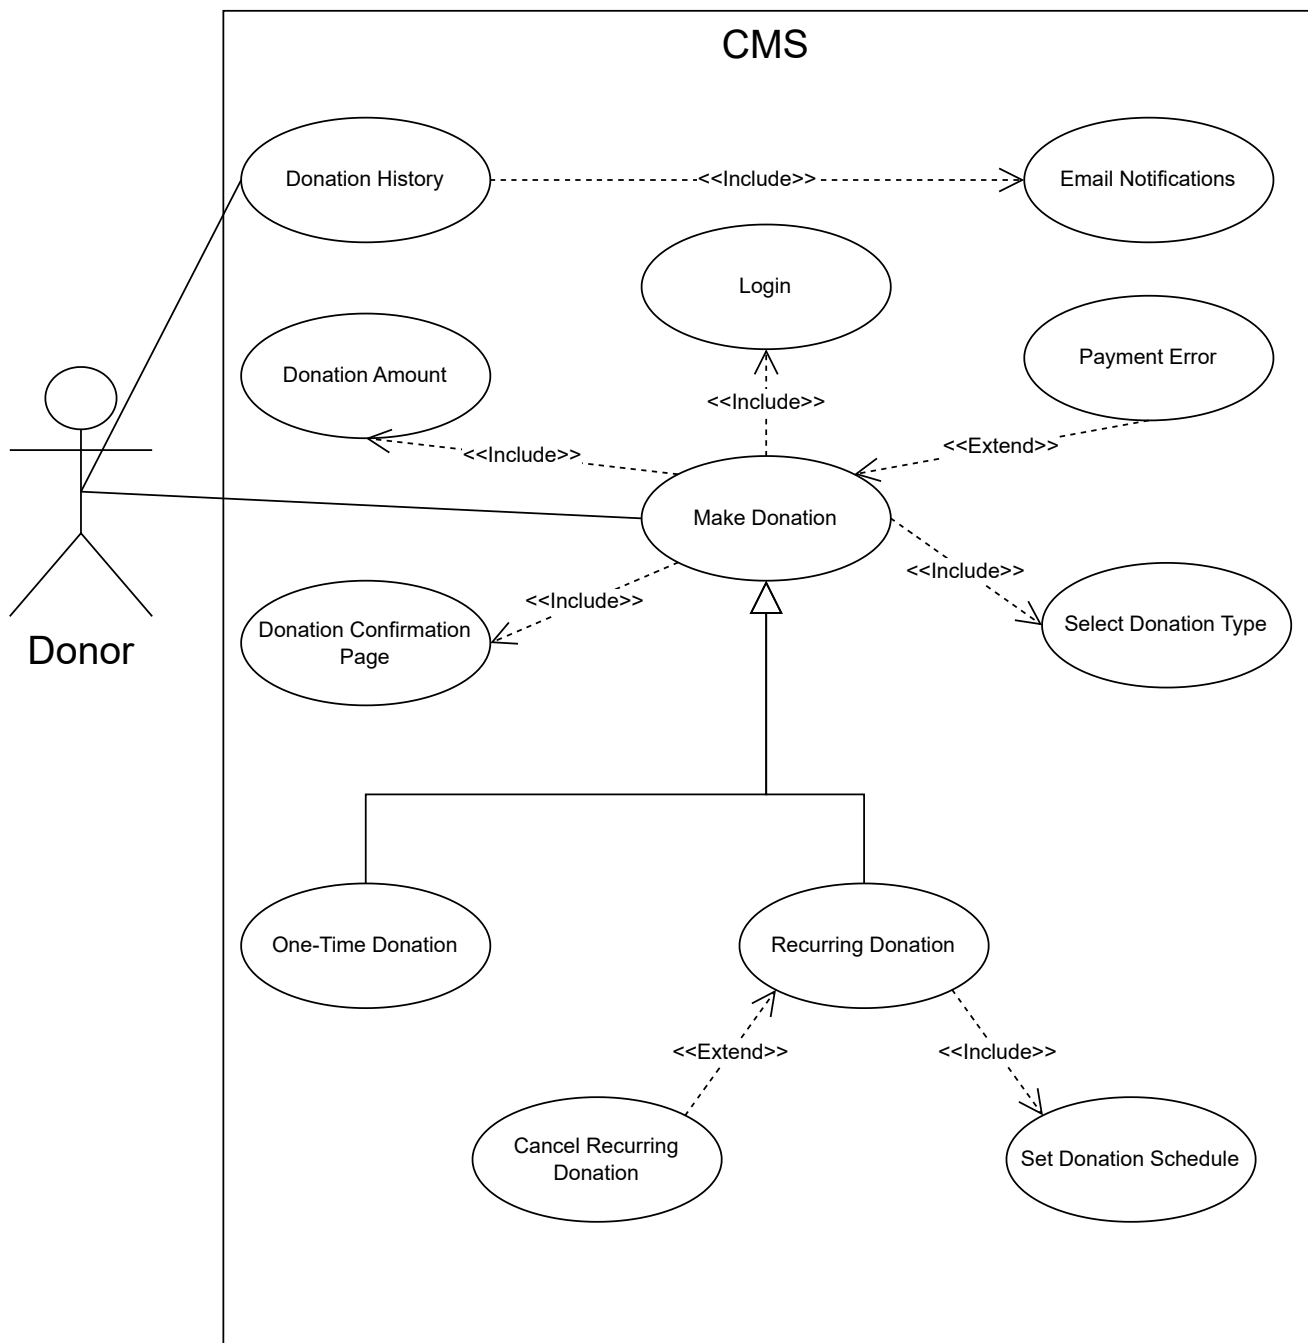 CMS
Donation History
<<Include>>
Email Notifications
Login
Donation Amount
Payment Error
<<Include>>
<<Extend>>
<<Include>>
Make Donation
<<Include>>
<<Include>>
Donation Confirmation
Page
Select Donation Type
Donor
One-Time Donation
Recurring Donation
<<Extend>>
<<Include>>
Cancel Recurring
Donation
Set Donation Schedule